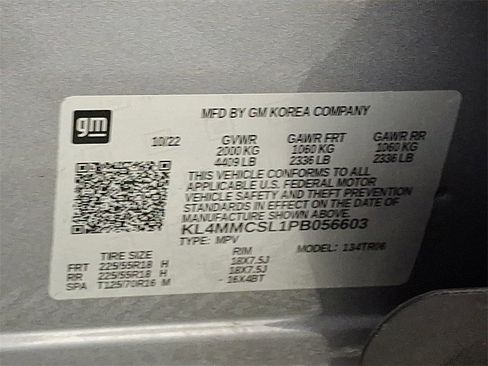 gm
MFD BY GM KOREA COMPANY
10/22 GVWR GAWR FRT GAWR RR
2000 KG 1060 KG 1060 KG
4409 LB 2336 LB 2336 LB
THIS VEHICLE CONFORMS TO ALL
APPLICABLE U.S. FEDERAL MOTOR
VEHICLE SAFETY AND THEFT PREVENTION
STANDARDS IN EFFECT ON THE DATE OF
MANUFACTURE SHOWN ABOVE.
KL4MMCSL1PB056603
TYPE: MPV MODEL: 134TR06
TIRE SIZE RIM
FRT 225/55R18 H 18X7.5J
RR 225/55R18 H 18X7.5J
SPA T125/70R16 M - 16X4BT